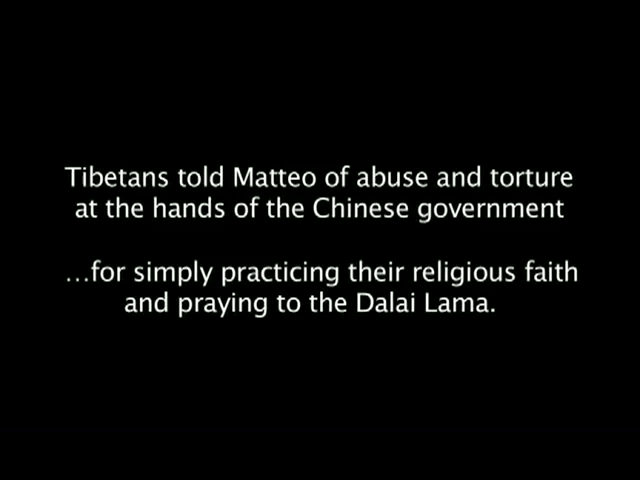 Tibetans told Matteo of abuse and torture
at the hands of the Chinese government
…for simply practicing their religious faith
and praying to the Dalai Lama.